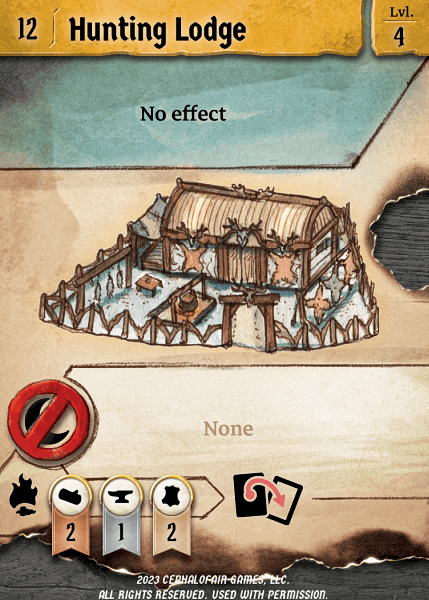 12
Hunting Lodge
Lvl.
4
No effect
None
2
1
2
2023 CEPHALOFAIR GAMES, LLC.
ALL RIGHTS RESERVED. USED WITH PERMISSION.